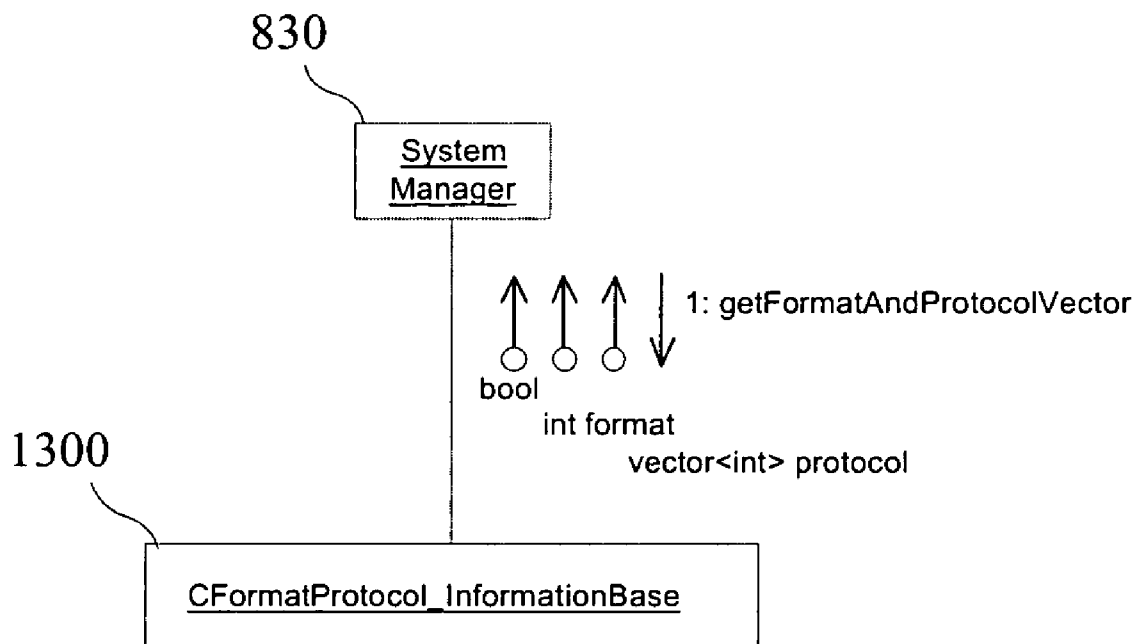 830
System
Manager
1: getFormatAndProtocolVector
bool
int format
vector<int> protocol
1300
CFormatProtocol_InformationBase